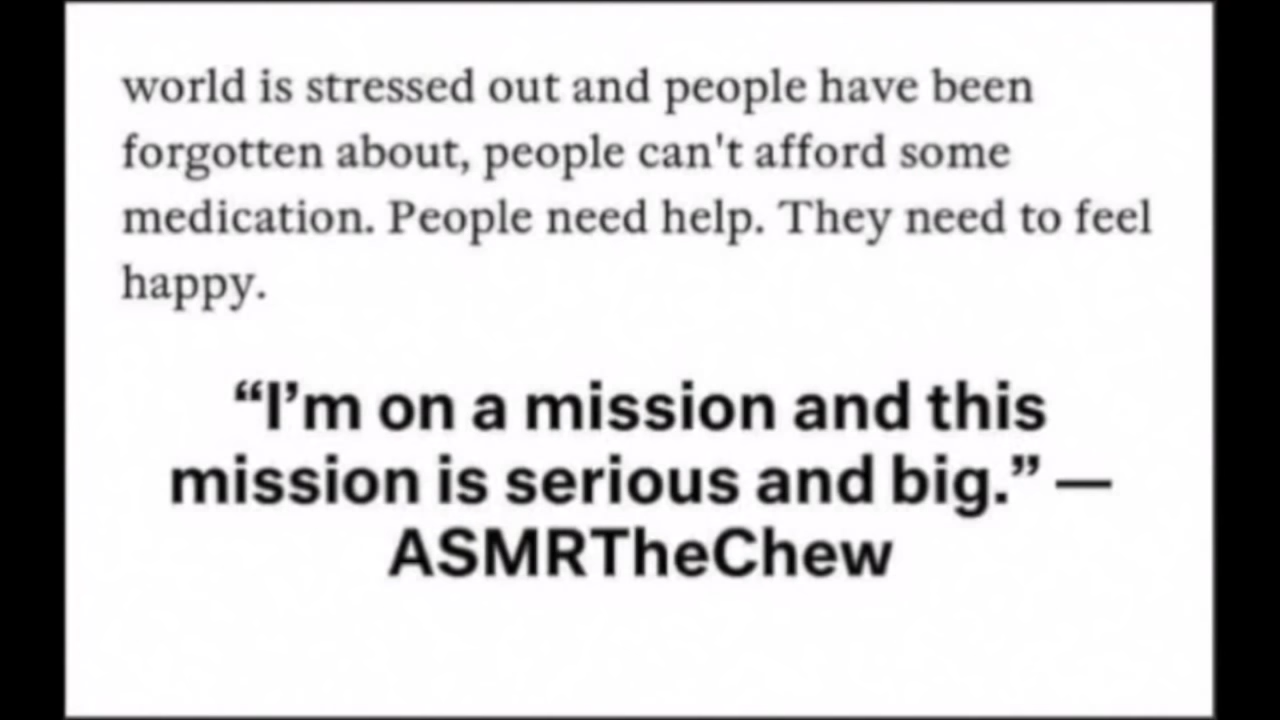 world is stressed out and people have been
forgotten about, people can't afford some
medication. People need help. They need to feel
happy.
“I’m on a mission and this
mission is serious and big.” —
ASMRTheChew